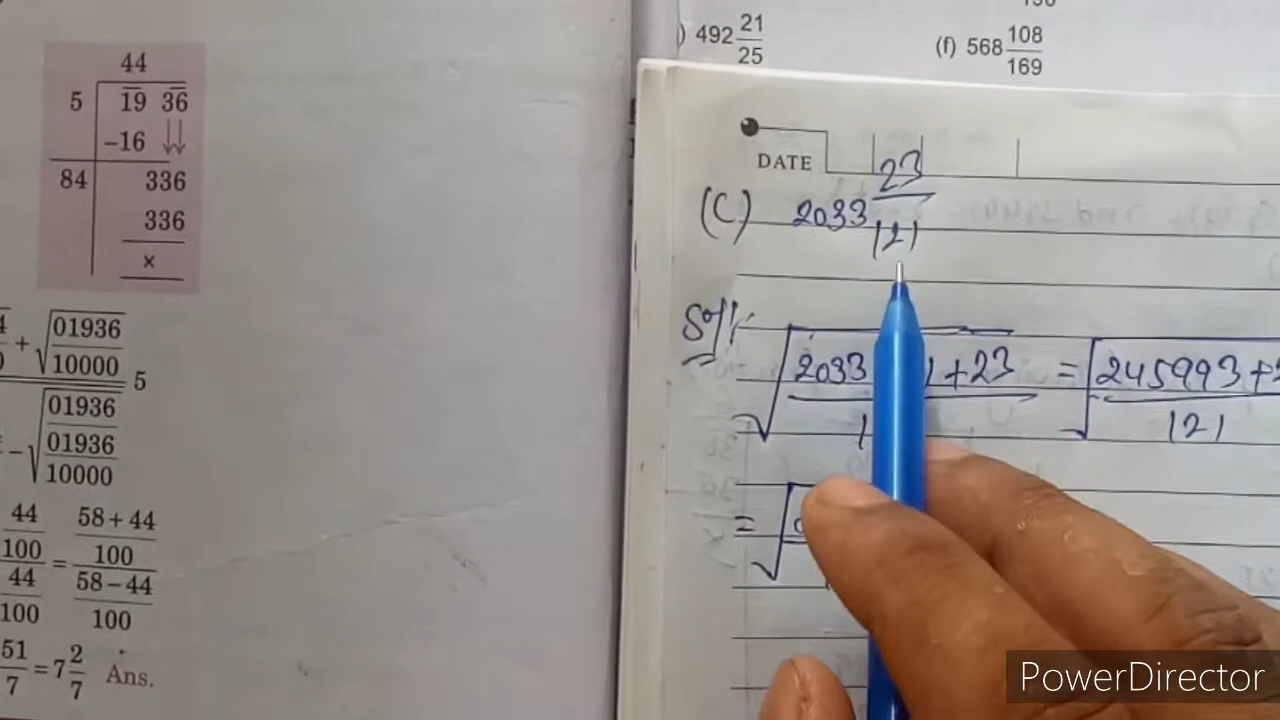 44
5 19 36
−16
84 336
336
×
+ √01936/10000
5
− √01936/01936/10000
44/100 = 58 + 44/100
44/100 58 − 44/100
51/7 = 7 2/7 Ans.
) 492 21/25 (f) 568 108/169
DATE
(C) 2033 23/121
Solⁿ:
√2033 1+23/1 = √245993+/121
= √
PowerDirector